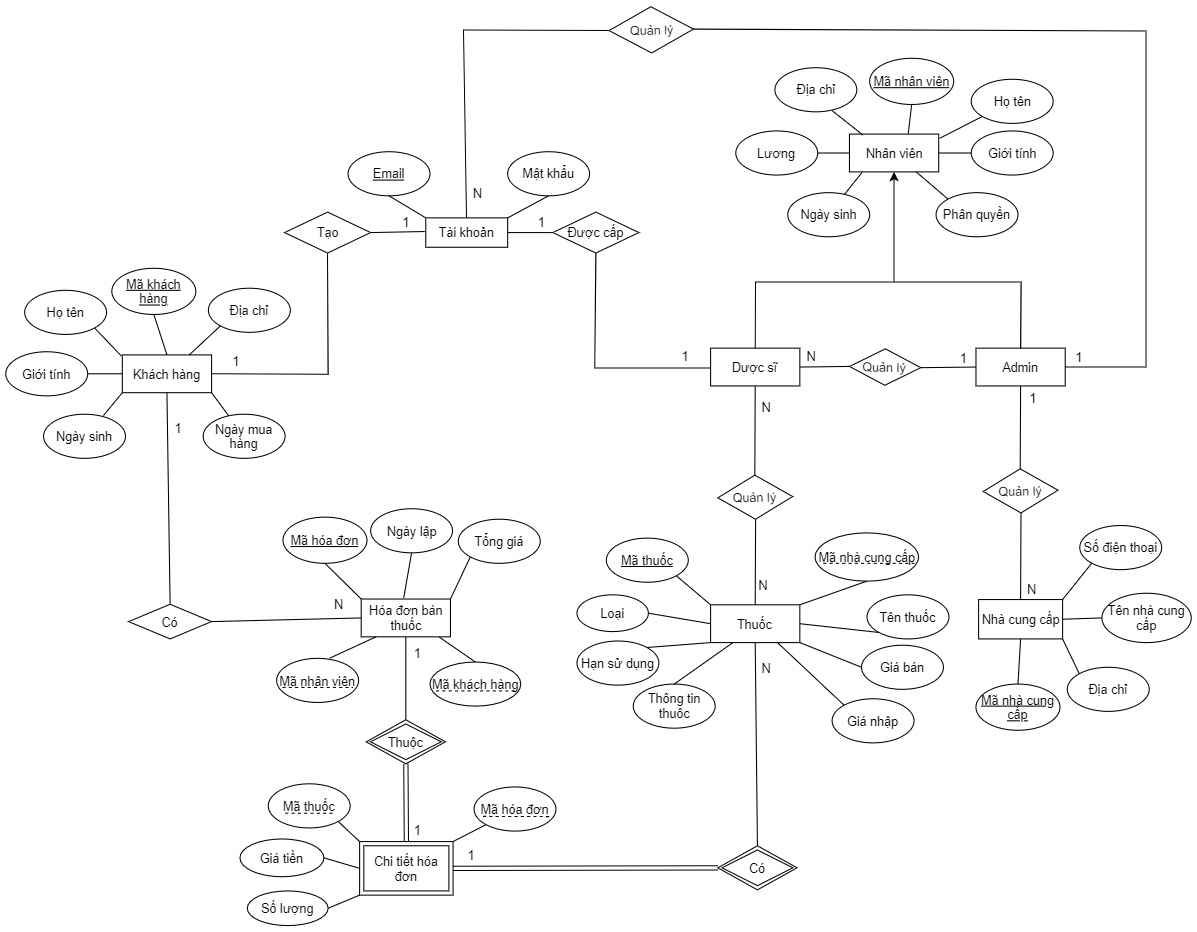 Quản lý
Mã nhân viên
Địa chỉ
Họ tên
Lương
Nhân viên
Giới tính
Ngày sinh
Phân quyền
Email
Mật khẩu
N
Tạo
1
Tài khoản
1
Được cấp
Mã khách
hàng
Họ tên
Địa chỉ
Giới tính
Khách hàng
1
Ngày sinh
Ngày mua
hàng
1
1
Dược sĩ
N
Quản lý
1
Admin
1
N
1
Quản lý
Quản lý
Mã hóa đơn
Ngày lập
Tổng giá
N
Hóa đơn bán
thuốc
Có
Mã nhân viên
1
Mã khách hàng
Thuộc
N
Mã thuốc
Mã nhà cung cấp
Loại
Thuốc
Tên thuốc
Hạn sử dụng
Giá bán
Thông tin
thuốc
N
Giá nhập
N
Số điện thoại
Nhà cung cấp
Tên nhà cung
cấp
Mã nhà cung
cấp
Địa chỉ
Mã thuốc
1
Mã hóa đơn
Giá tiền
Chi tiết hóa
đơn
1
Số lượng
Có